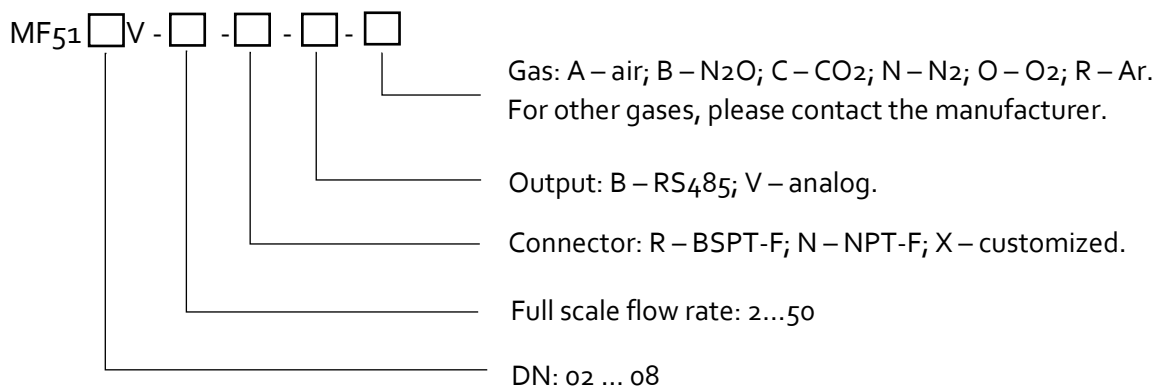 MF51□V - □ - □ - □ - □
Gas: A – air; B – N2O; C – CO2; N – N2; O – O2; R – Ar.
For other gases, please contact the manufacturer.
Output: B – RS485; V – analog.
Connector: R – BSPT-F; N – NPT-F; X – customized.
Full scale flow rate: 2...50
DN: 02 ... 08